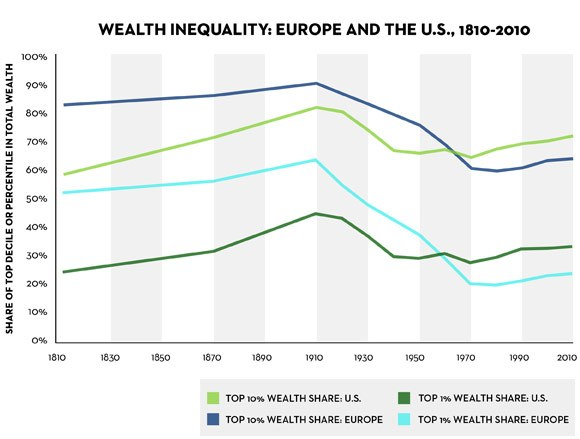 WEALTH INEQUALITY: EUROPE AND THE U.S., 1810-2010
SHARE OF TOP DECILE OR PERCENTILE IN TOTAL WEALTH
100%
90%
80%
70%
60%
50%
40%
30%
20%
10%
0%
1810 1830 1850 1870 1890 1910 1930 1950 1970 1990 2010
TOP 10% WEALTH SHARE: U.S. TOP 1% WEALTH SHARE: U.S.
TOP 10% WEALTH SHARE: EUROPE TOP 1% WEALTH SHARE: EUROPE